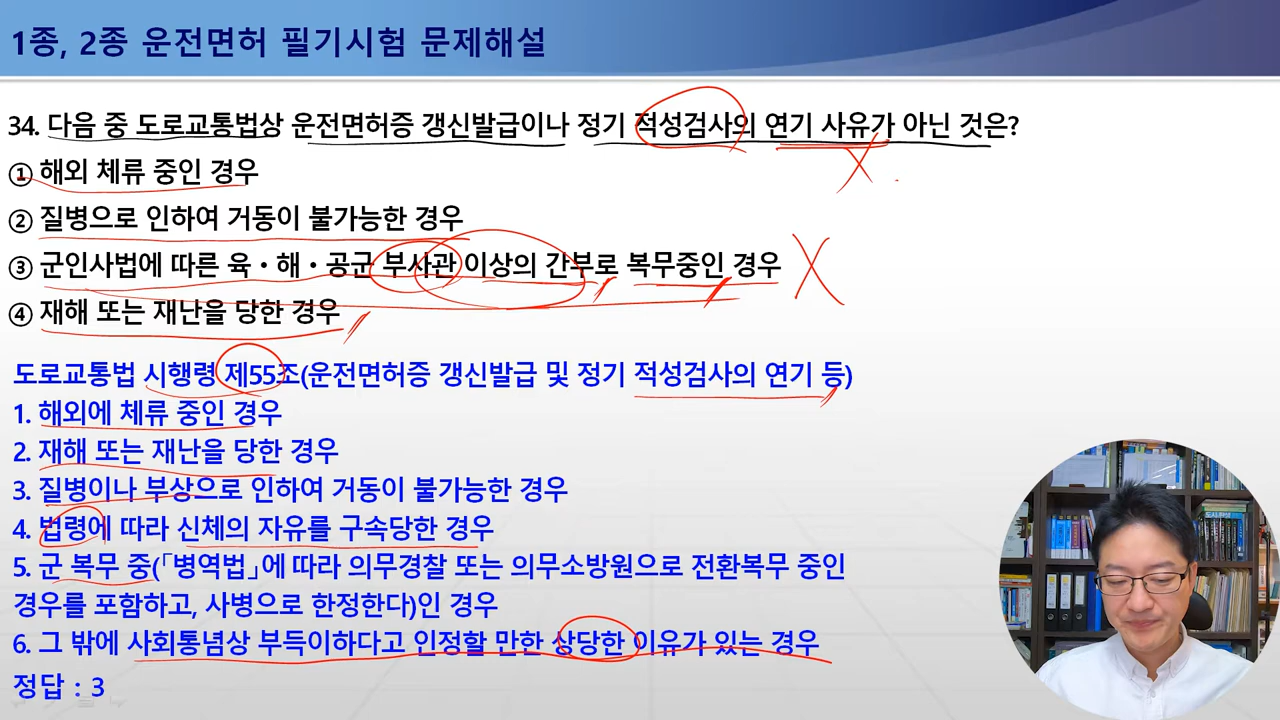 1종, 2종 운전면허 필기시험 문제해설
34. 다음 중 도로교통법상 운전면허증 갱신발급이나 정기 적성검사의 연기 사유가 아닌 것은?
① 해외 체류 중인 경우
② 질병으로 인하여 거동이 불가능한 경우
③ 군인사법에 따른 육·해·공군 부사관 이상의 간부로 복무중인 경우
④ 재해 또는 재난을 당한 경우
도로교통법 시행령 제55조(운전면허증 갱신발급 및 정기 적성검사의 연기 등)
1. 해외에 체류 중인 경우
2. 재해 또는 재난을 당한 경우
3. 질병이나 부상으로 인하여 거동이 불가능한 경우
4. 법령에 따라 신체의 자유를 구속당한 경우
5. 군 복무 중(「병역법」에 따라 의무경찰 또는 의무소방원으로 전환복무 중인
경우를 포함하고, 사병으로 한정한다)인 경우
6. 그 밖에 사회통념상 부득이하다고 인정할 만한 상당한 이유가 있는 경우
정답 : 3